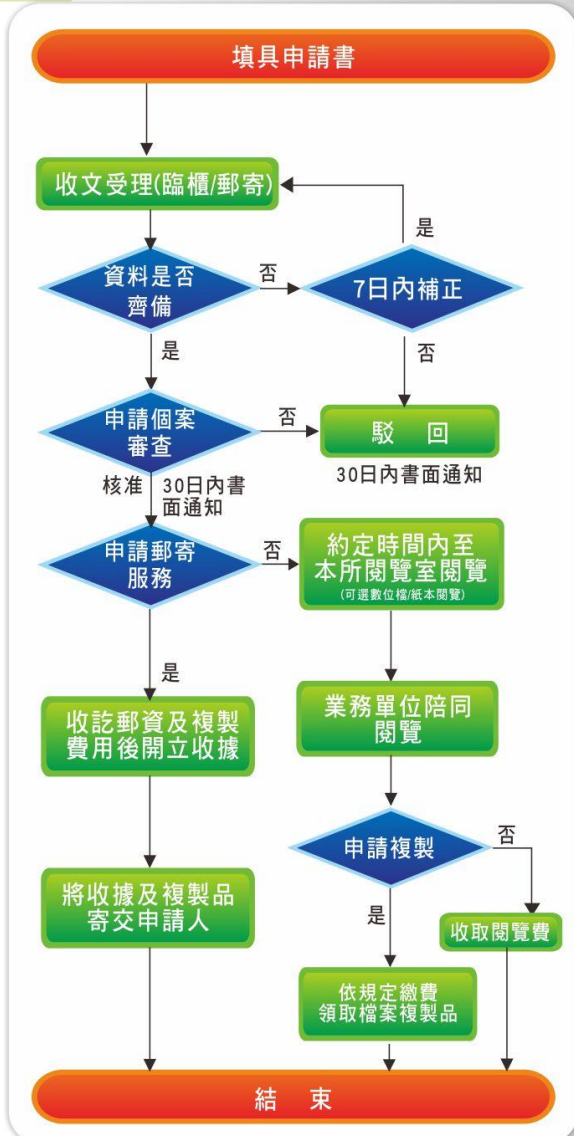 填具申請書
收文受理(臨櫃/郵寄)
是
資料是否
齊備
否
7日內補正
是
否
申請個案
審查
否
駁 回
30日內書面通知
核准
30日內書
面通知
申請郵寄
服務
否
約定時間內至
本所閱覽室閱覽
(可選數位檔/紙本閱覽)
是
收訖郵資及複製
費用後開立收據
業務單位陪同
閱覽
申請複製
否
是
將收據及複製品
寄交申請人
收取閱覽費
依規定繳費
領取檔案複製品
結 束